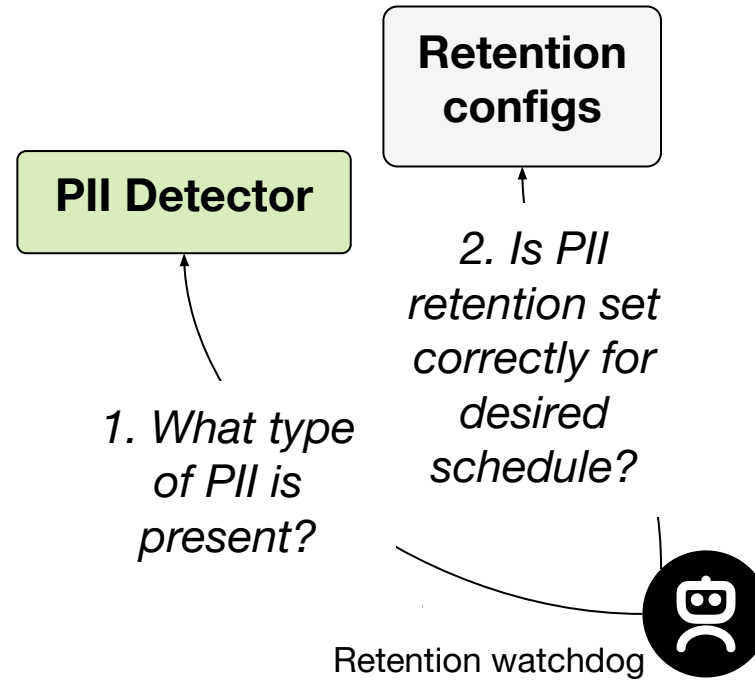 Retention
configs
PII Detector
2. Is PII
retention set
correctly for
desired
schedule?
1. What type
of PII is
present?
Retention watchdog